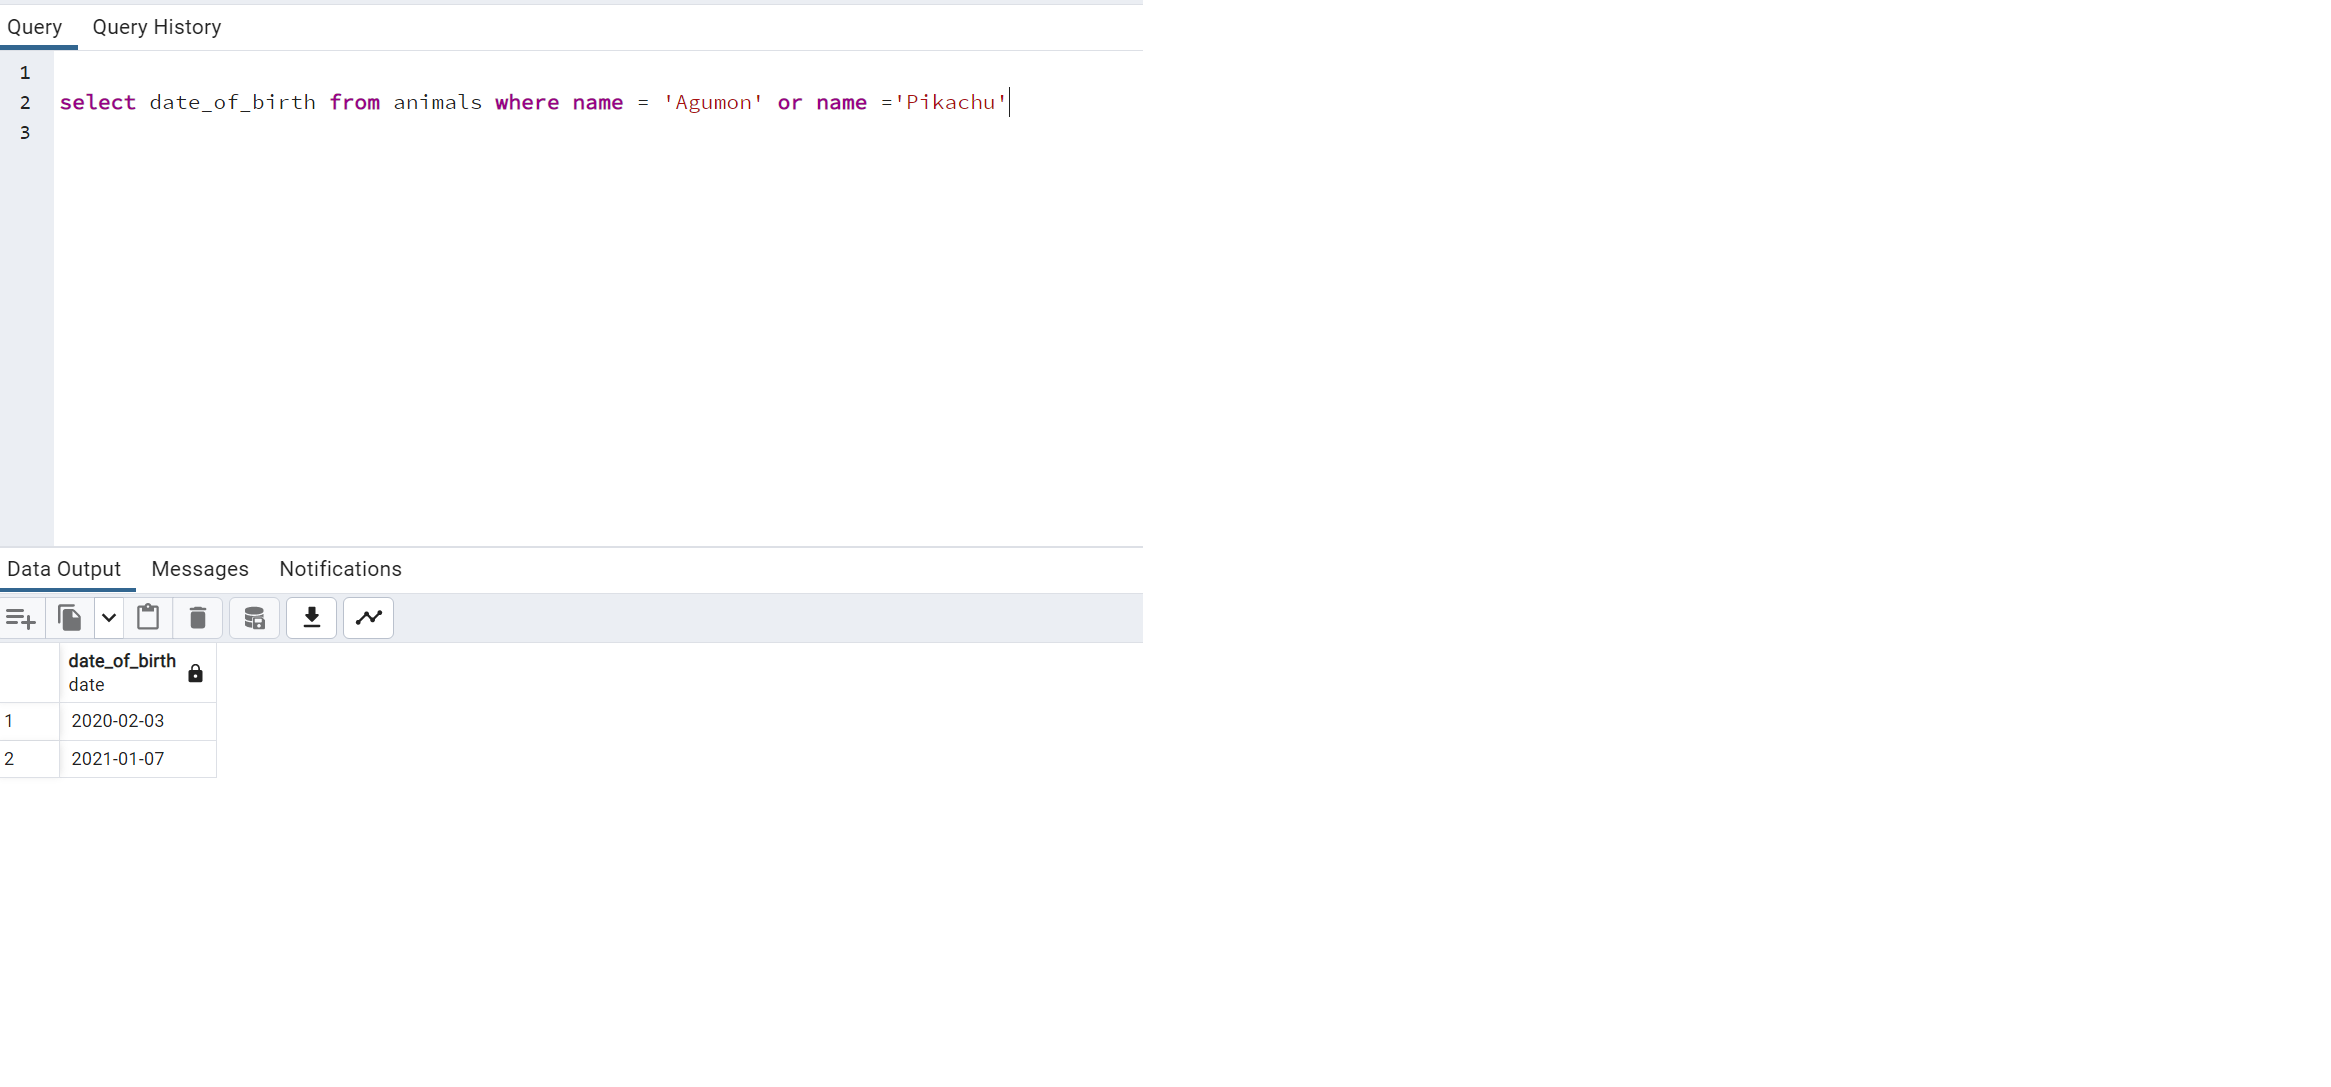 Query Query History
1
2 select date_of_birth from animals where name = 'Agumon' or name ='Pikachu'
3
Data Output Messages Notifications
date_of_birth
date
1 2020-02-03
2 2021-01-07